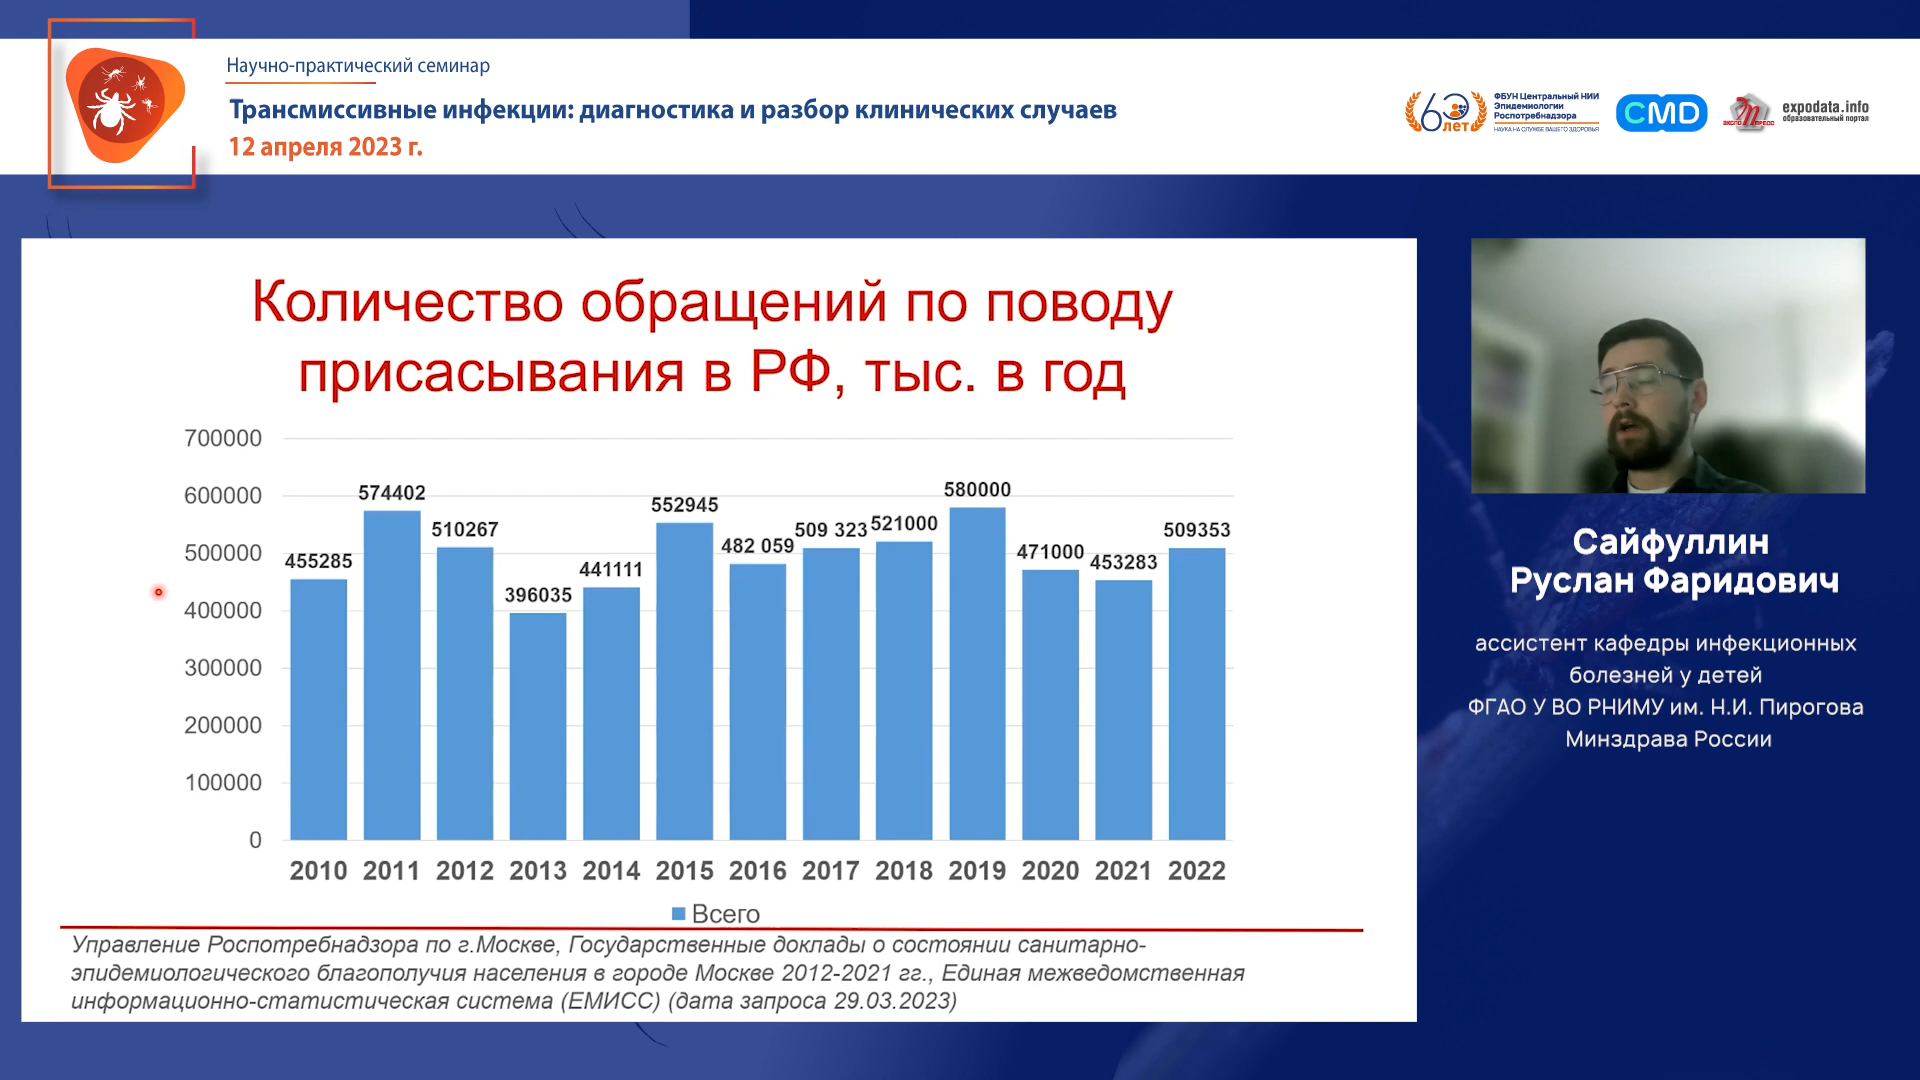 Научно-практический семинар
Трансмиссивные инфекции: диагностика и разбор клинических случаев
12 апреля 2023 г.
60 лет
ФБУН Центральный НИИ
Эпидемиологии
Роспотребнадзора
НАУКА НА СЛУЖБЕ ВАШЕГО ЗДОРОВЬЯ
CMD
ЭКСПО ПРЕСС
expodata.info
образовательный портал
Количество обращений по поводу
присасывания в РФ, тыс. в год
700000
600000
500000
400000
300000
200000
100000
0
455285
574402
510267
396035
441111
552945
482 059
509 323
521000
580000
471000
453283
509353
2010 2011 2012 2013 2014 2015 2016 2017 2018 2019 2020 2021 2022
Всего
Управление Роспотребнадзора по г.Москве, Государственные доклады о состоянии санитарно-
эпидемиологического благополучия населения в городе Москве 2012-2021 гг., Единая межведомственная
информационно-статистическая система (ЕМИСС) (дата запроса 29.03.2023)
Сайфуллин
Руслан Фаридович
ассистент кафедры инфекционных
болезней у детей
ФГАО У ВО РНИМУ им. Н.И. Пирогова
Минздрава России